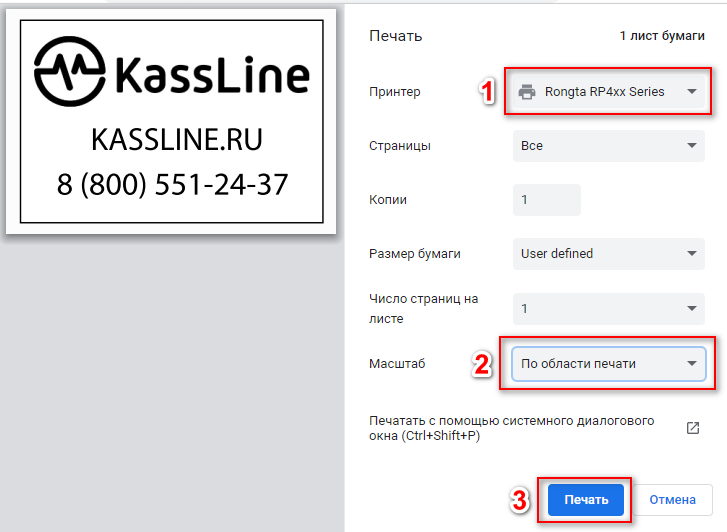 KassLine
KASSLINE.RU
8 (800) 551-24-37
Печать
1 лист бумаги
Принтер
1
Rongta RP4xx Series
Страницы
Все
Копии
1
Размер бумаги
User defined
Число страниц на
листе
1
Масштаб
2
По области печати
Печатать с помощью системного диалогового
окна (Ctrl+Shift+P)
3
Печать
Отмена